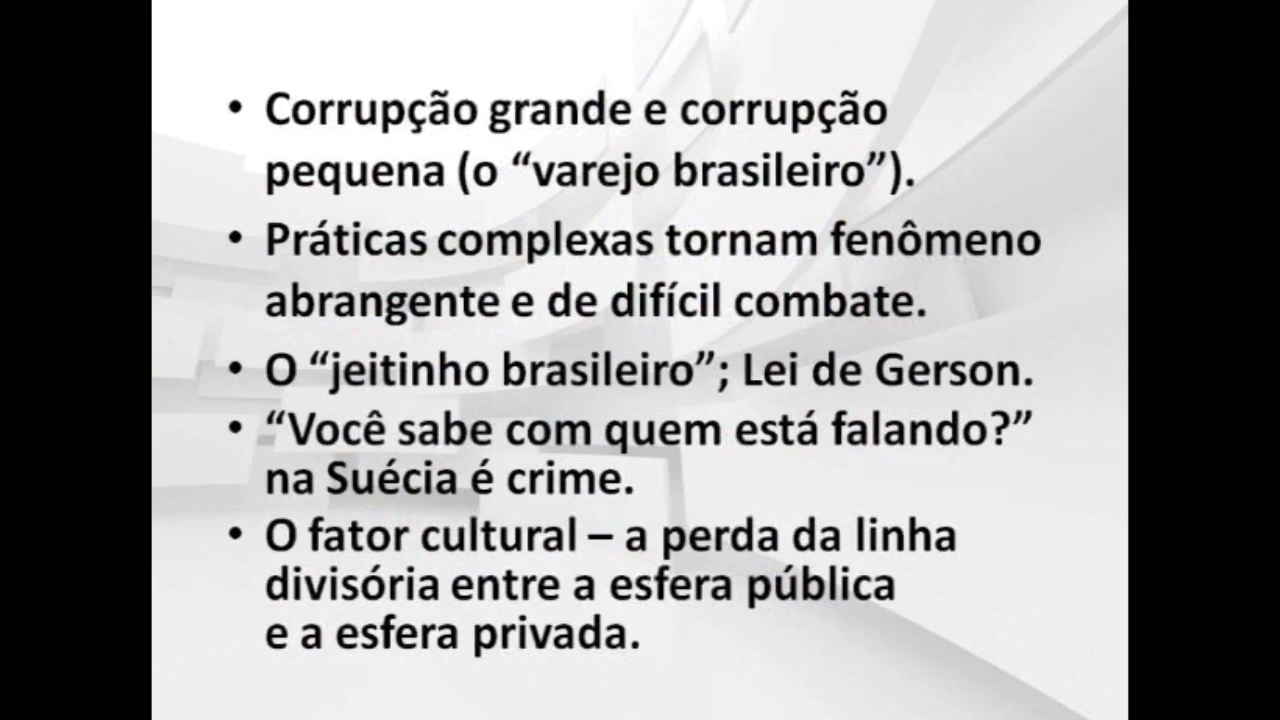 • Corrupção grande e corrupção
pequena (o “varejo brasileiro”).
• Práticas complexas tornam fenômeno
abrangente e de difícil combate.
• O “jeitinho brasileiro”; Lei de Gerson.
• “Você sabe com quem está falando?”
na Suécia é crime.
• O fator cultural – a perda da linha
divisória entre a esfera pública
e a esfera privada.